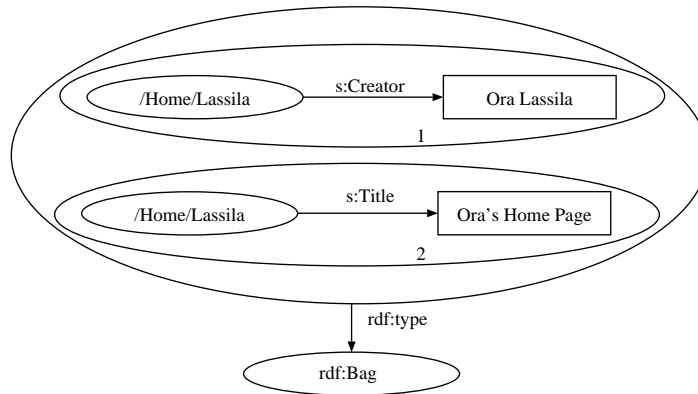 s:Creator
/Home/Lassila
Ora Lassila
1
s:Title
/Home/Lassila
Ora's Home Page
2
rdf:type
rdf:Bag